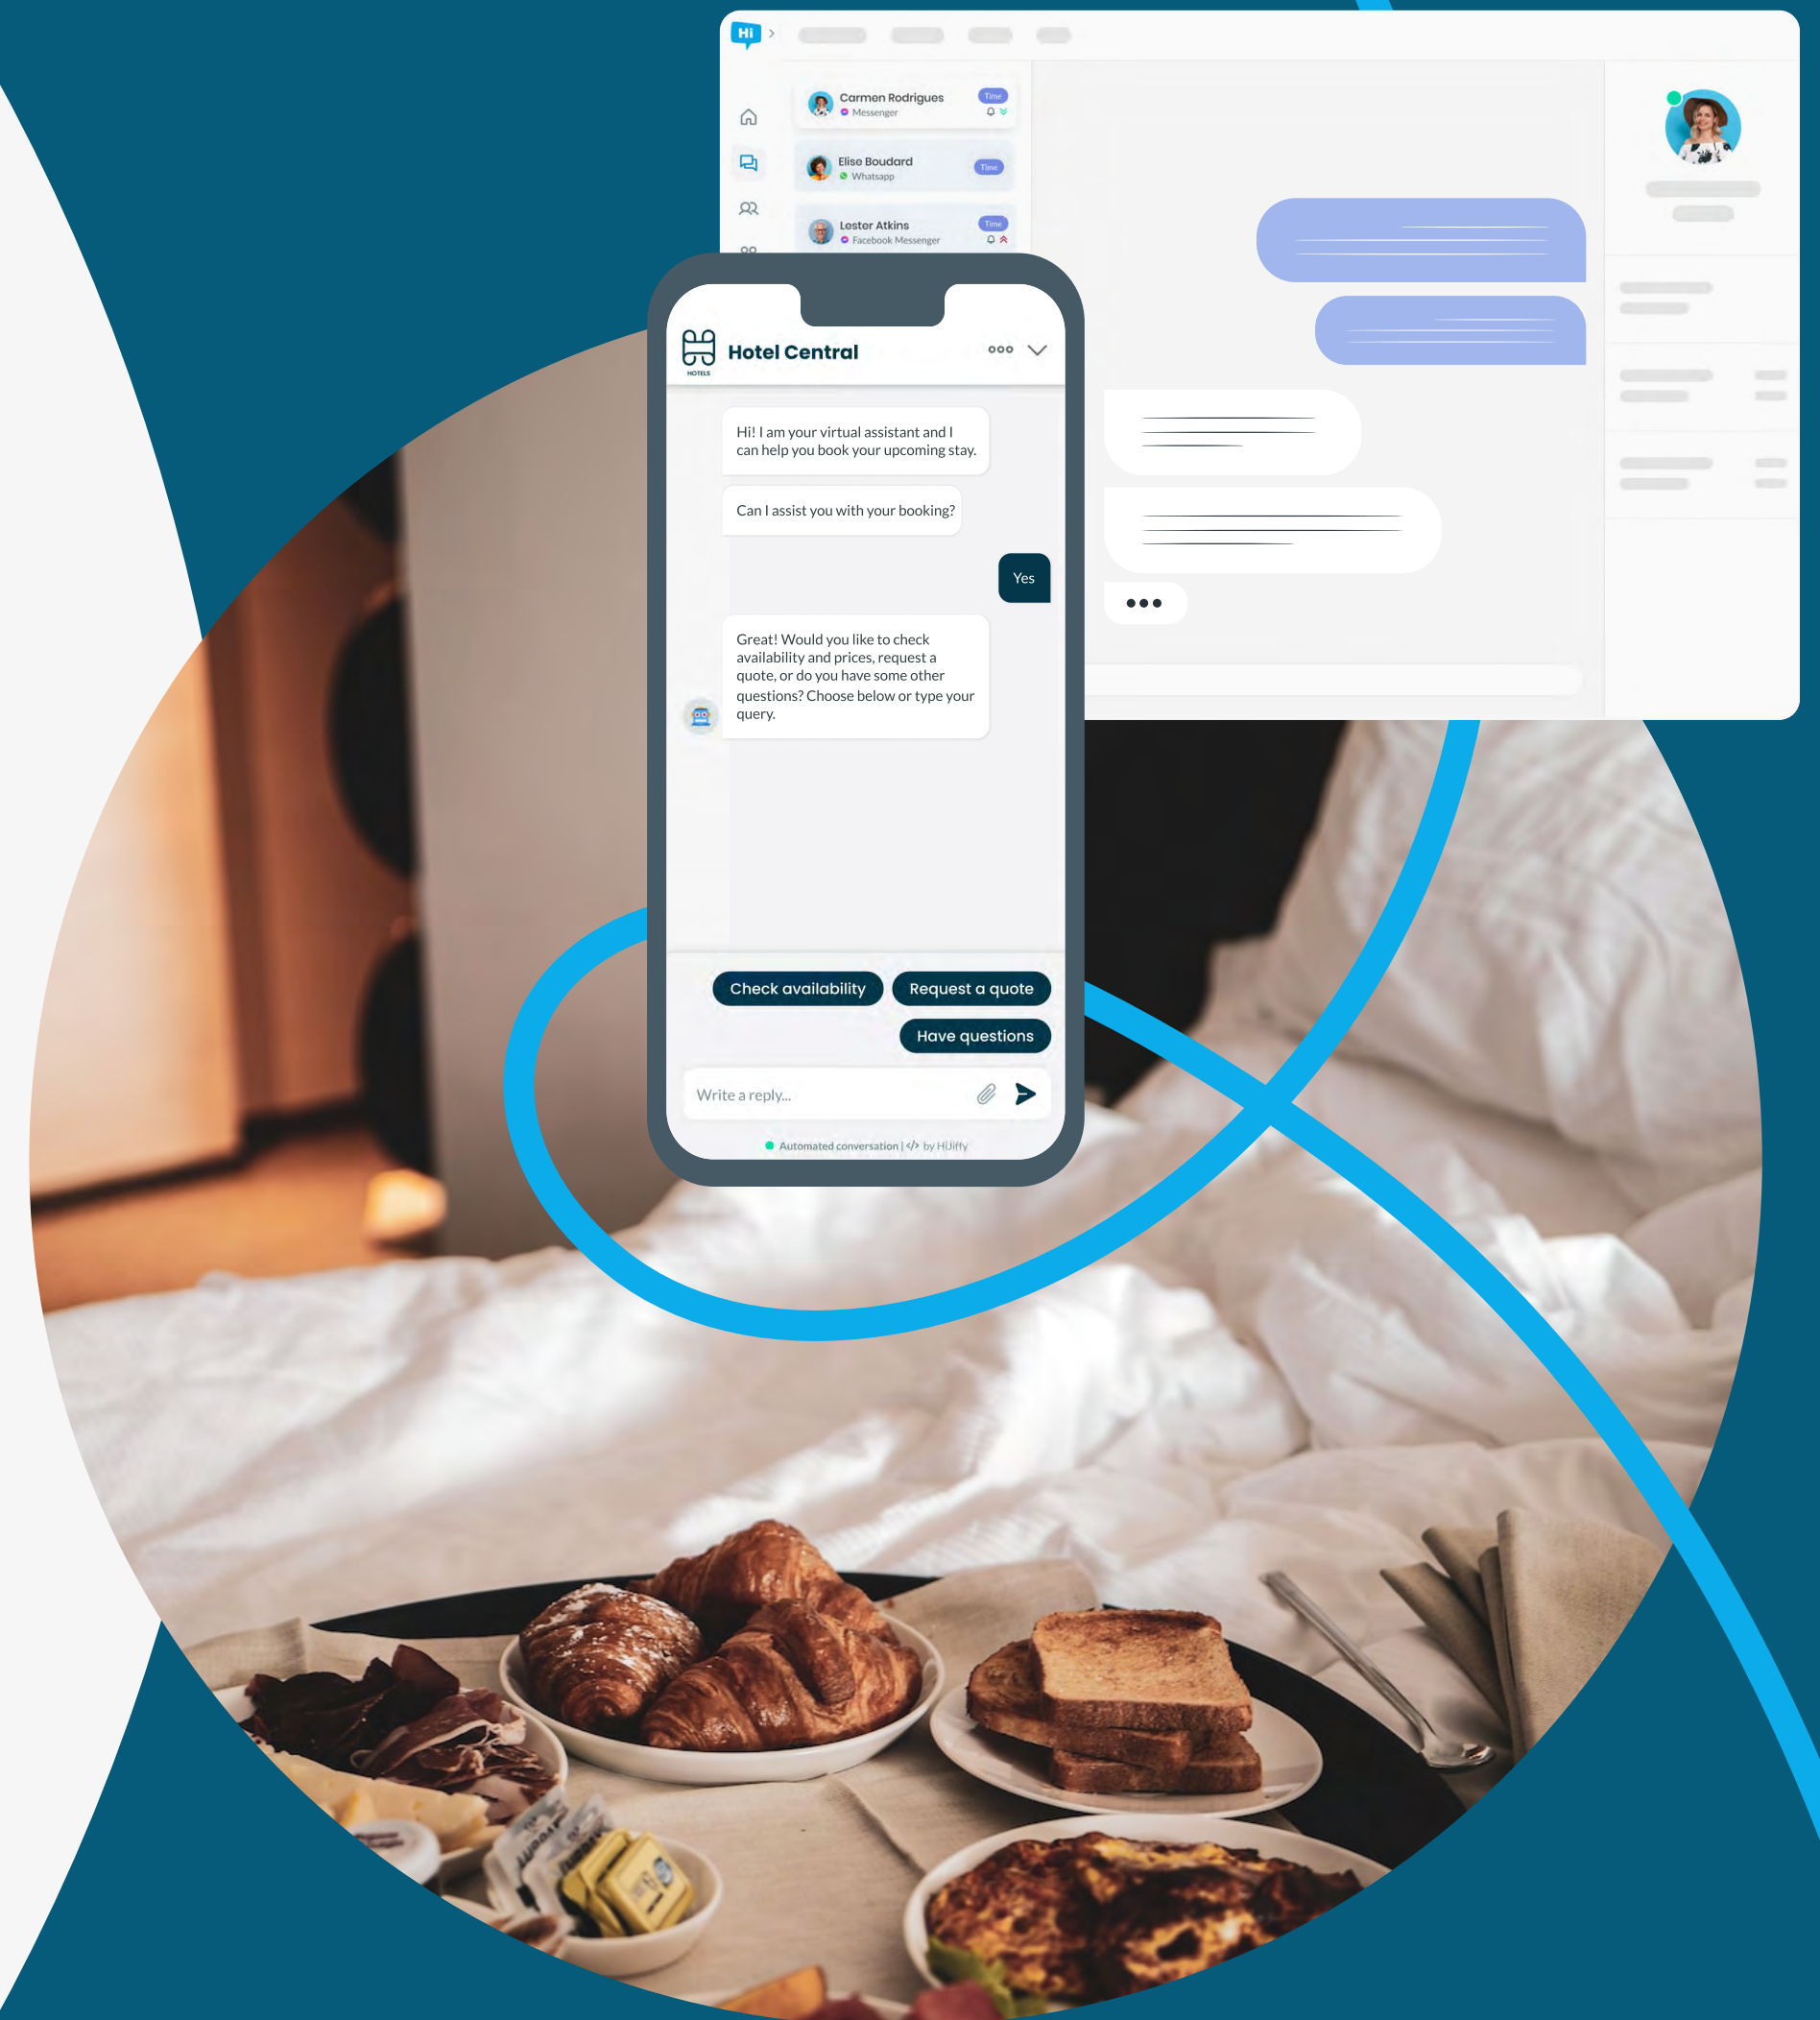 Hi
Carmen Rodrigues
Time
Messenger
Elise Boudard
Time
Whatsapp
Lester Atkins
Time
Facebook Messenger
HOTELS
Hotel Central
Hi! I am your virtual assistant and I
can help you book your upcoming stay.
Can I assist you with your booking?
Yes
Great! Would you like to check
availability and prices, request a
quote, or do you have some other
questions? Choose below or type your
query.
Check availability
Request a quote
Have questions
Write a reply...
Automated conversation | </> by HiJiffy